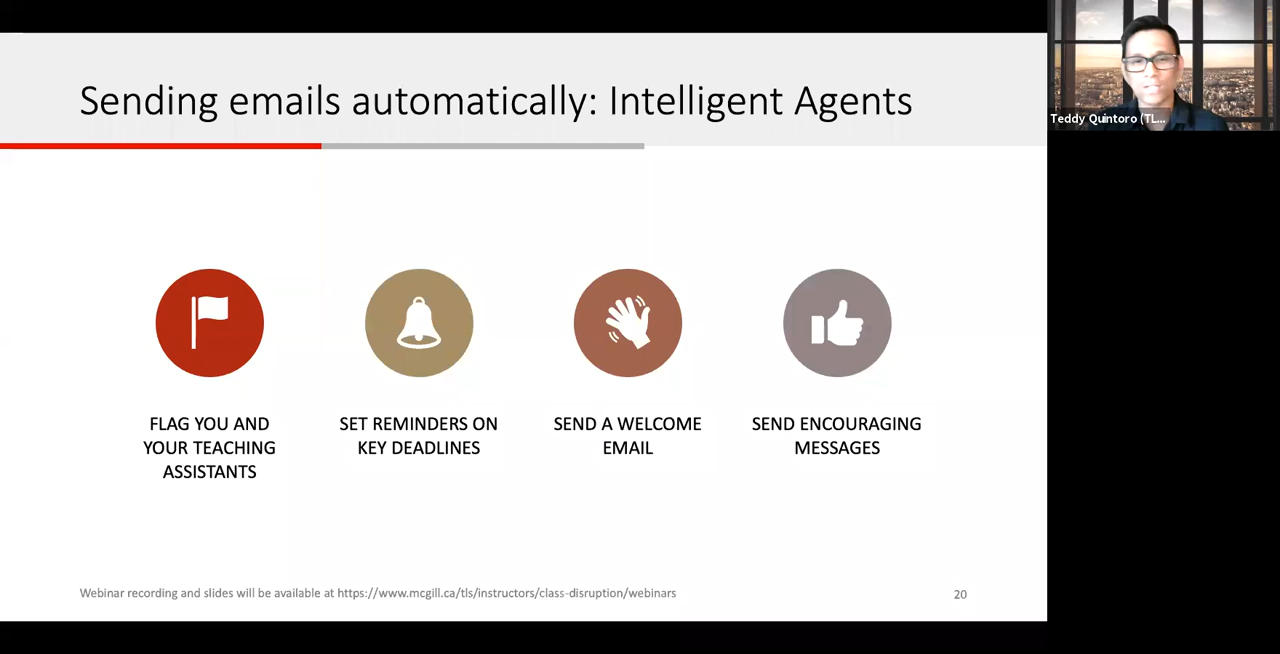 Sending emails automatically: Intelligent Agents
Teddy Quintoro (TL...
FLAG YOU AND
YOUR TEACHING
ASSISTANTS
SET REMINDERS ON
KEY DEADLINES
SEND A WELCOME
EMAIL
SEND ENCOURAGING
MESSAGES
Webinar recording and slides will be available at https://www.mcgill.ca/tls/instructors/class-disruption/webinars
20